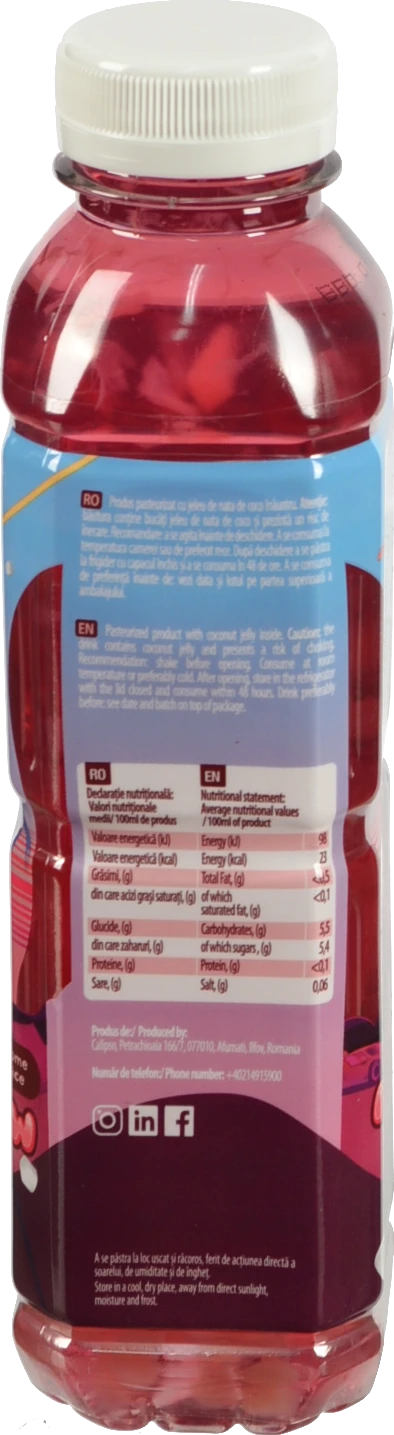 RO Produs pasteurizat cu jeleu de nata de coco înăuntru. Atenție:
băutura conține bucăți jeleu de nata de coco și prezintă un risc de
înecare. Recomandare: a se agita înainte de deschidere. A se consuma la
temperatura camerei sau de preferat rece. După deschidere a se păstra
la frigider cu capacul închis și a se consuma în 48 de ore. A se consuma
de preferință înainte de: vezi data și lotul pe partea superioară a
ambalajului.
EN Pasteurized product with coconut jelly inside. Caution: the
drink contains coconut jelly and presents a risk of choking.
Recommendation: shake before opening. Consume at room
temperature or preferably cold. After opening, store in the refrigerator
with the lid closed and consume within 48 hours. Drink preferably
before: see date and batch on top of package.
RO EN
Declarație nutrițională: Nutritional statement:
Valori nutriționale Average nutritional values
medii/ 100ml de produs / 100ml of product
Valoare energetică (kJ) Energy (kJ) 98
Valoare energetică (kcal) Energy (kcal) 23
Grăsimi, (g) Total Fat, (g) <0,5
din care acizi grași saturați, (g) of which <0,1
saturated fat, (g)
Glucide, (g) Carbohydrates, (g) 5,5
din care zaharuri, (g) of which sugars , (g) 5,4
Proteine, (g) Protein, (g) <0,1
Sare, (g) Salt, (g) 0,06
Produs de:/ Produced by:
Calipso, Petrachioaia 166/7, 077010, Afumati, Ilfov, Romania
Număr de telefon:/ Phone number: +40214915900
in f
A se păstra la loc uscat și răcoros, ferit de acțiunea directă a
soarelui, de umiditate și de îngheț.
Store in a cool, dry place, away from direct sunlight,
moisture and frost.